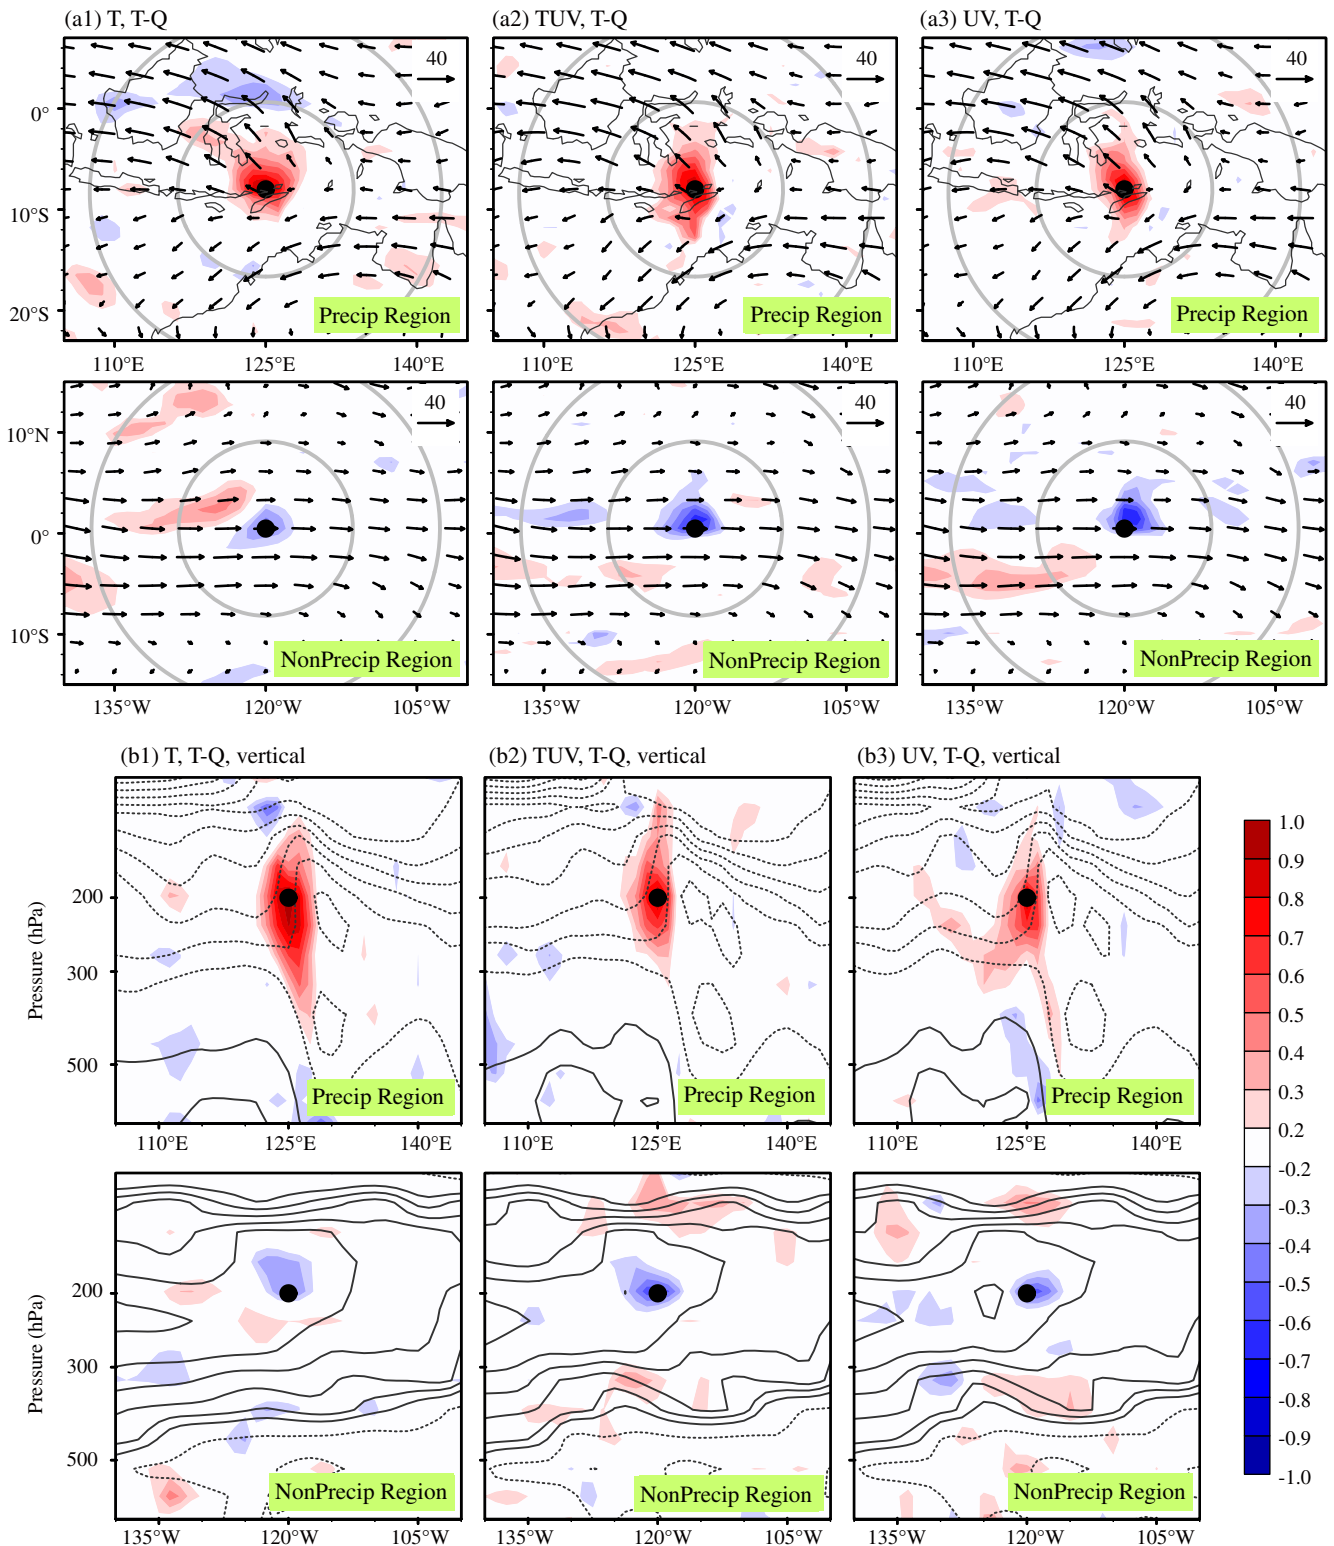 (a1) T, T-Q
(a2) TUV, T-Q
(a3) UV, T-Q
40
40
40
0°
10°S
20°S
Precip Region
Precip Region
Precip Region
110°E
125°E
140°E
110°E
125°E
140°E
110°E
125°E
140°E
40
40
40
10°N
0°
10°S
NonPrecip Region
NonPrecip Region
NonPrecip Region
135°W
120°W
105°W
135°W
120°W
105°W
135°W
120°W
105°W
(b1) T, T-Q, vertical
(b2) TUV, T-Q, vertical
(b3) UV, T-Q, vertical
Pressure (hPa)
200
300
500
Precip Region
Precip Region
Precip Region
110°E
125°E
140°E
110°E
125°E
140°E
110°E
125°E
140°E
Pressure (hPa)
200
300
500
NonPrecip Region
NonPrecip Region
NonPrecip Region
135°W
120°W
105°W
135°W
120°W
105°W
135°W
120°W
105°W
1.0
0.9
0.8
0.7
0.6
0.5
0.4
0.3
0.2
-0.2
-0.3
-0.4
-0.5
-0.6
-0.7
-0.8
-0.9
-1.0